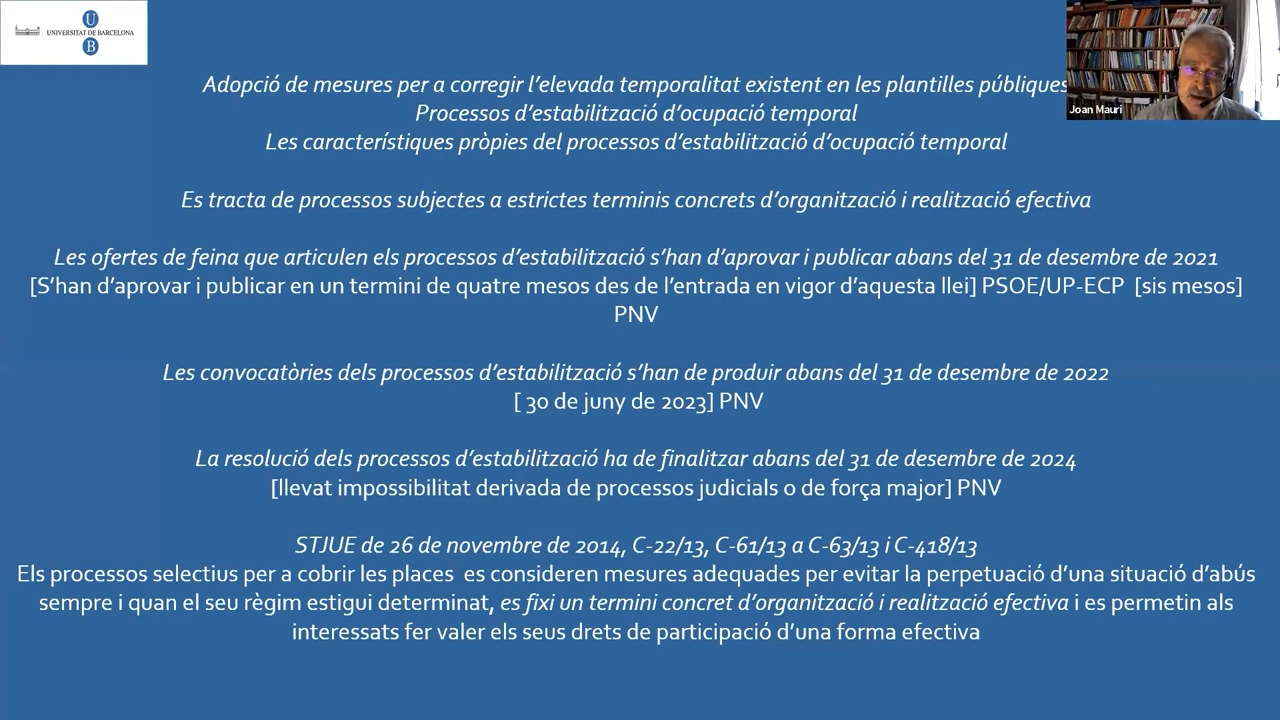 U
UNIVERSITAT DE BARCELONA
B
Joan Mauri
Adopció de mesures per a corregir l'elevada temporalitat existent en les plantilles públiques
Processos d'estabilització d'ocupació temporal
Les característiques pròpies del processos d'estabilització d'ocupació temporal
Es tracta de processos subjectes a estrictes terminis concrets d'organització i realització efectiva
Les ofertes de feina que articulen els processos d'estabilització s'han d'aprovar i publicar abans del 31 de desembre de 2021
[S'han d'aprovar i publicar en un termini de quatre mesos des de l'entrada en vigor d'aquesta llei] PSOE/UP-ECP [sis mesos]
PNV
Les convocatòries dels processos d'estabilització s'han de produir abans del 31 de desembre de 2022
[ 30 de juny de 2023] PNV
La resolució dels processos d'estabilització ha de finalitzar abans del 31 de desembre de 2024
[llevat impossibilitat derivada de processos judicials o de força major] PNV
STJUE de 26 de novembre de 2014, C-22/13, C-61/13 a C-63/13 i C-418/13
Els processos selectius per a cobrir les places es consideren mesures adequades per evitar la perpetuació d'una situació d'abús
sempre i quan el seu règim estigui determinat, es fixi un termini concret d'organització i realització efectiva i es permetin als
interessats fer valer els seus drets de participació d'una forma efectiva